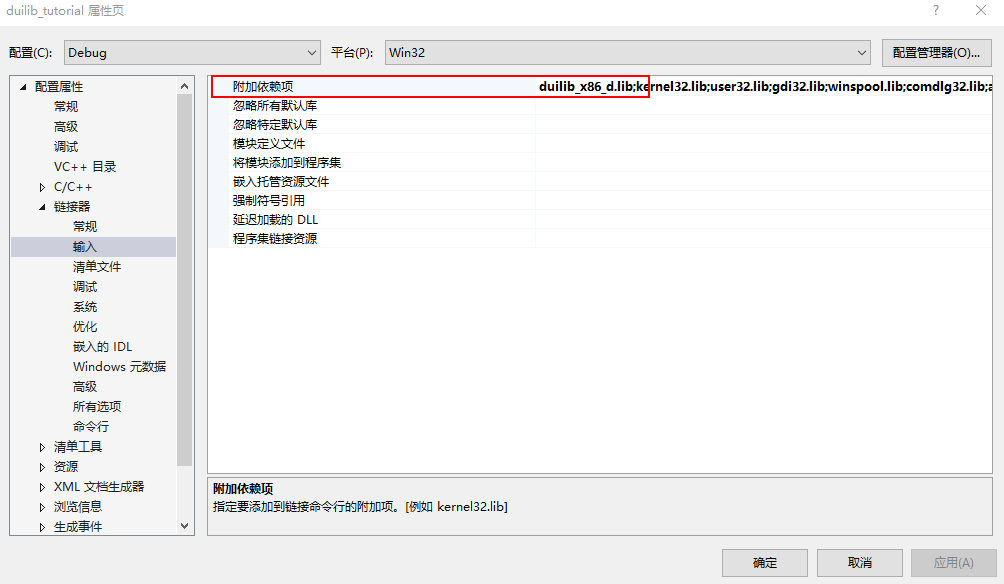 duilib_tutorial 属性页
配置(C): Debug 平台(P): Win32 配置管理器(O)...
配置属性
常规
高级
调试
VC++ 目录
C/C++
链接器
常规
输入
清单文件
调试
系统
优化
嵌入的 IDL
Windows 元数据
高级
所有选项
命令行
清单工具
资源
XML 文档生成器
浏览信息
生成事件
附加依赖项 duilib_x86_d.lib;kernel32.lib;user32.lib;gdi32.lib;winspool.lib;comdlg32.lib;a
忽略所有默认库
忽略特定默认库
模块定义文件
将模块添加到程序集
嵌入托管资源文件
强制符号引用
延迟加载的 DLL
程序集链接资源
附加依赖项
指定要添加到链接命令行的附加项。[例如 kernel32.lib]
确定 取消 应用(A)